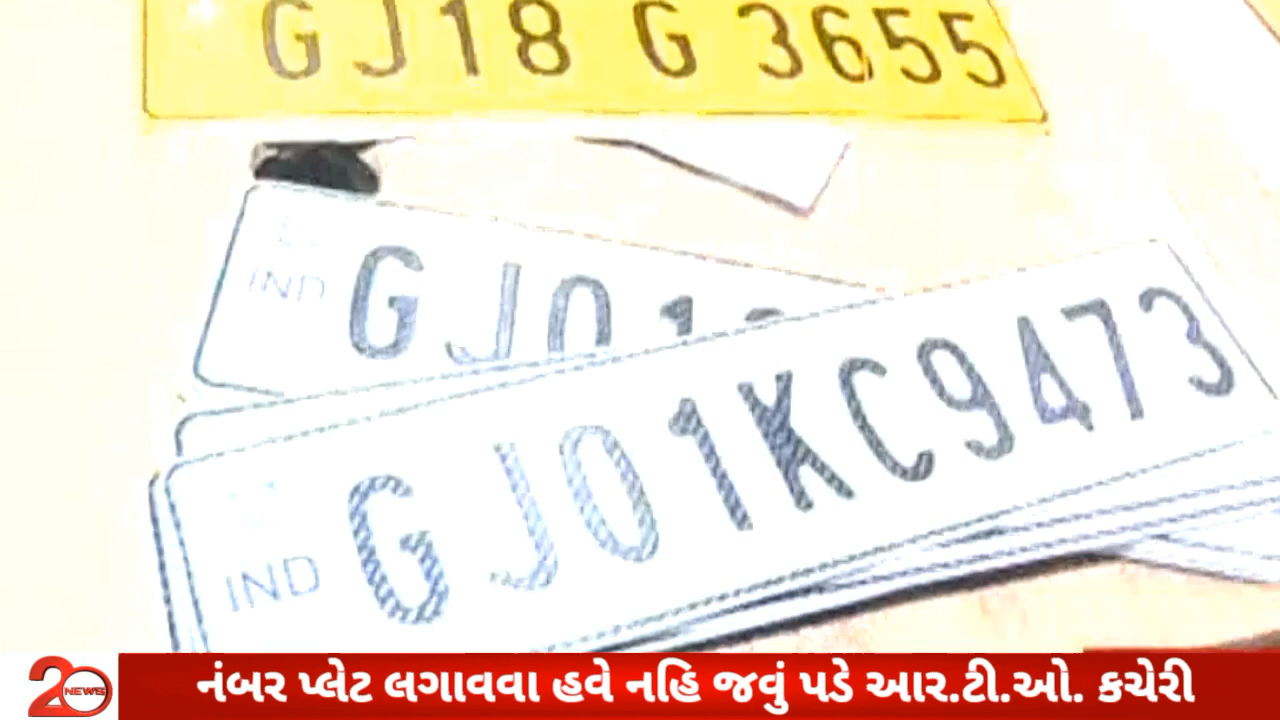 GJ18 G 3655
IND
GJ01
IND
GJ01KC9473
20
NEWS
નંબર પ્લેટ લગાવવા હવે નહિ જવું પડે આર.ટી.ઓ. કચેરી